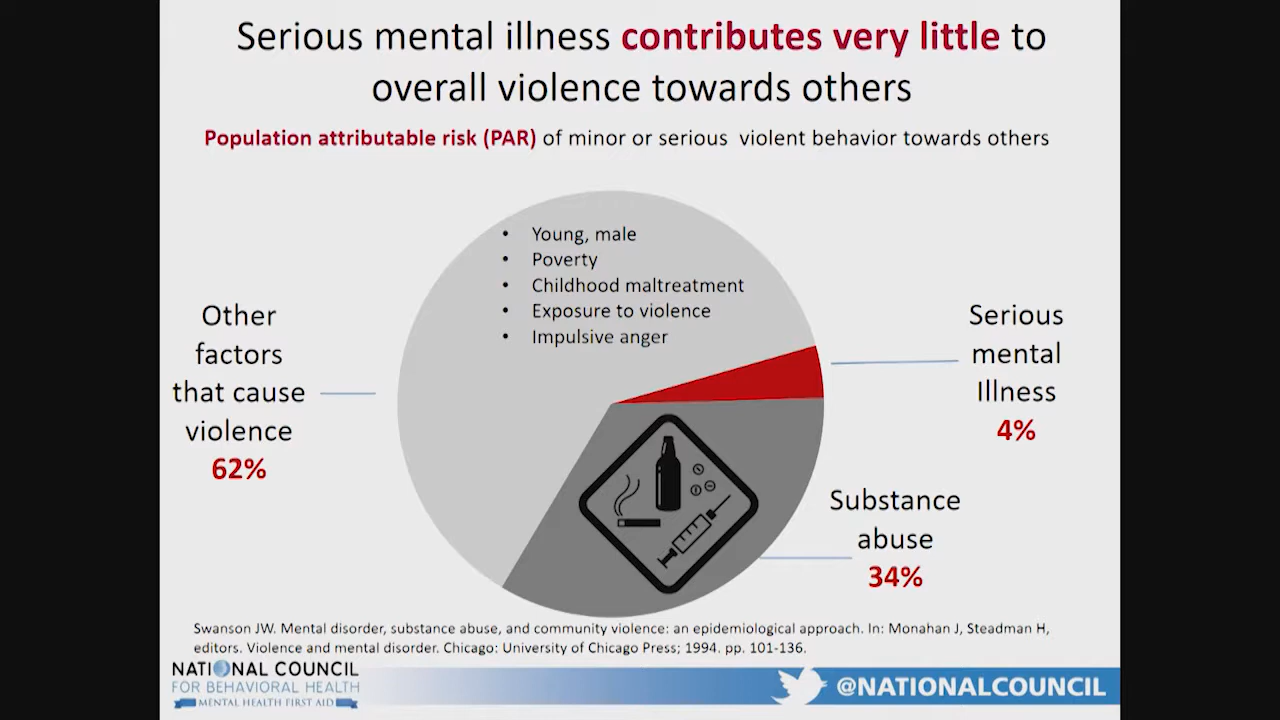 Serious mental illness contributes very little to
overall violence towards others
Population attributable risk (PAR) of minor or serious violent behavior towards others
• Young, male
• Poverty
• Childhood maltreatment
• Exposure to violence
• Impulsive anger
Other
factors
that cause
violence
62%
Serious
mental
Illness
4%
Substance
abuse
34%
Swanson JW. Mental disorder, substance abuse, and community violence: an epidemiological approach. In: Monahan J, Steadman H,
editors. Violence and mental disorder. Chicago: University of Chicago Press; 1994. pp. 101-136.
NATIONAL COUNCIL
FOR BEHAVIORAL HEALTH
MENTAL HEALTH FIRST AID
@NATIONALCOUNCIL